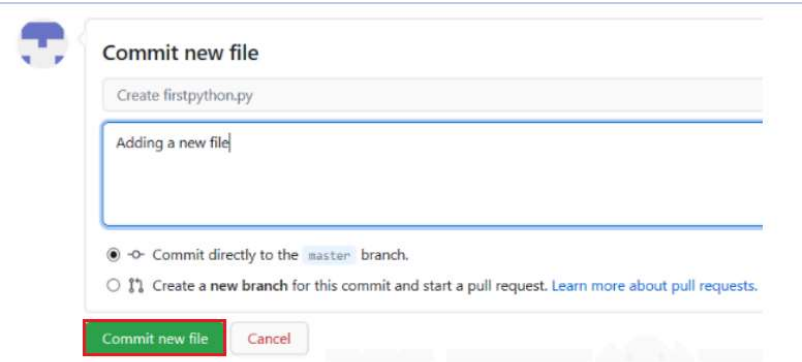 Commit new file
Create firstpython.py
Adding a new file
Commit directly to the master branch.
Create a new branch for this commit and start a pull request. Learn more about pull requests.
Commit new file Cancel